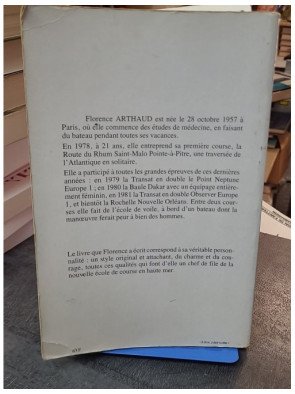 Florence ARTHAUD est née le 28 octobre 1957 à
Paris, où elle commence des études de médecine, en faisant
du bateau pendant toutes ses vacances.
En 1978, à 21 ans, elle entreprend sa première course, la
Route du Rhum Saint-Malo Pointe-à-Pitre, une traversée de
l'Atlantique en solitaire.
Elle a participé à toutes les grandes épreuves de ces dernières
années : en 1979 la Transat en double le Point Neptune
Europe 1 ; en 1980 la Baule Dakar avec un équipage entière-
ment féminin, en 1981 la Transat en double Observer Europe
1, et bientôt la Rochelle Nouvelle Orléans. Entre deux cour-
ses elle fait de l'école de voile, à bord d'un bateau dont la
manœuvre ferait peur à bien des hommes.
Le livre que Florence a écrit correspond à sa véritable person-
nalité : un style original et attachant, du charme et du cou-
rage, toutes ces qualités qui font d'elle un chef de file de la
nouvelle école de course en haute mer.